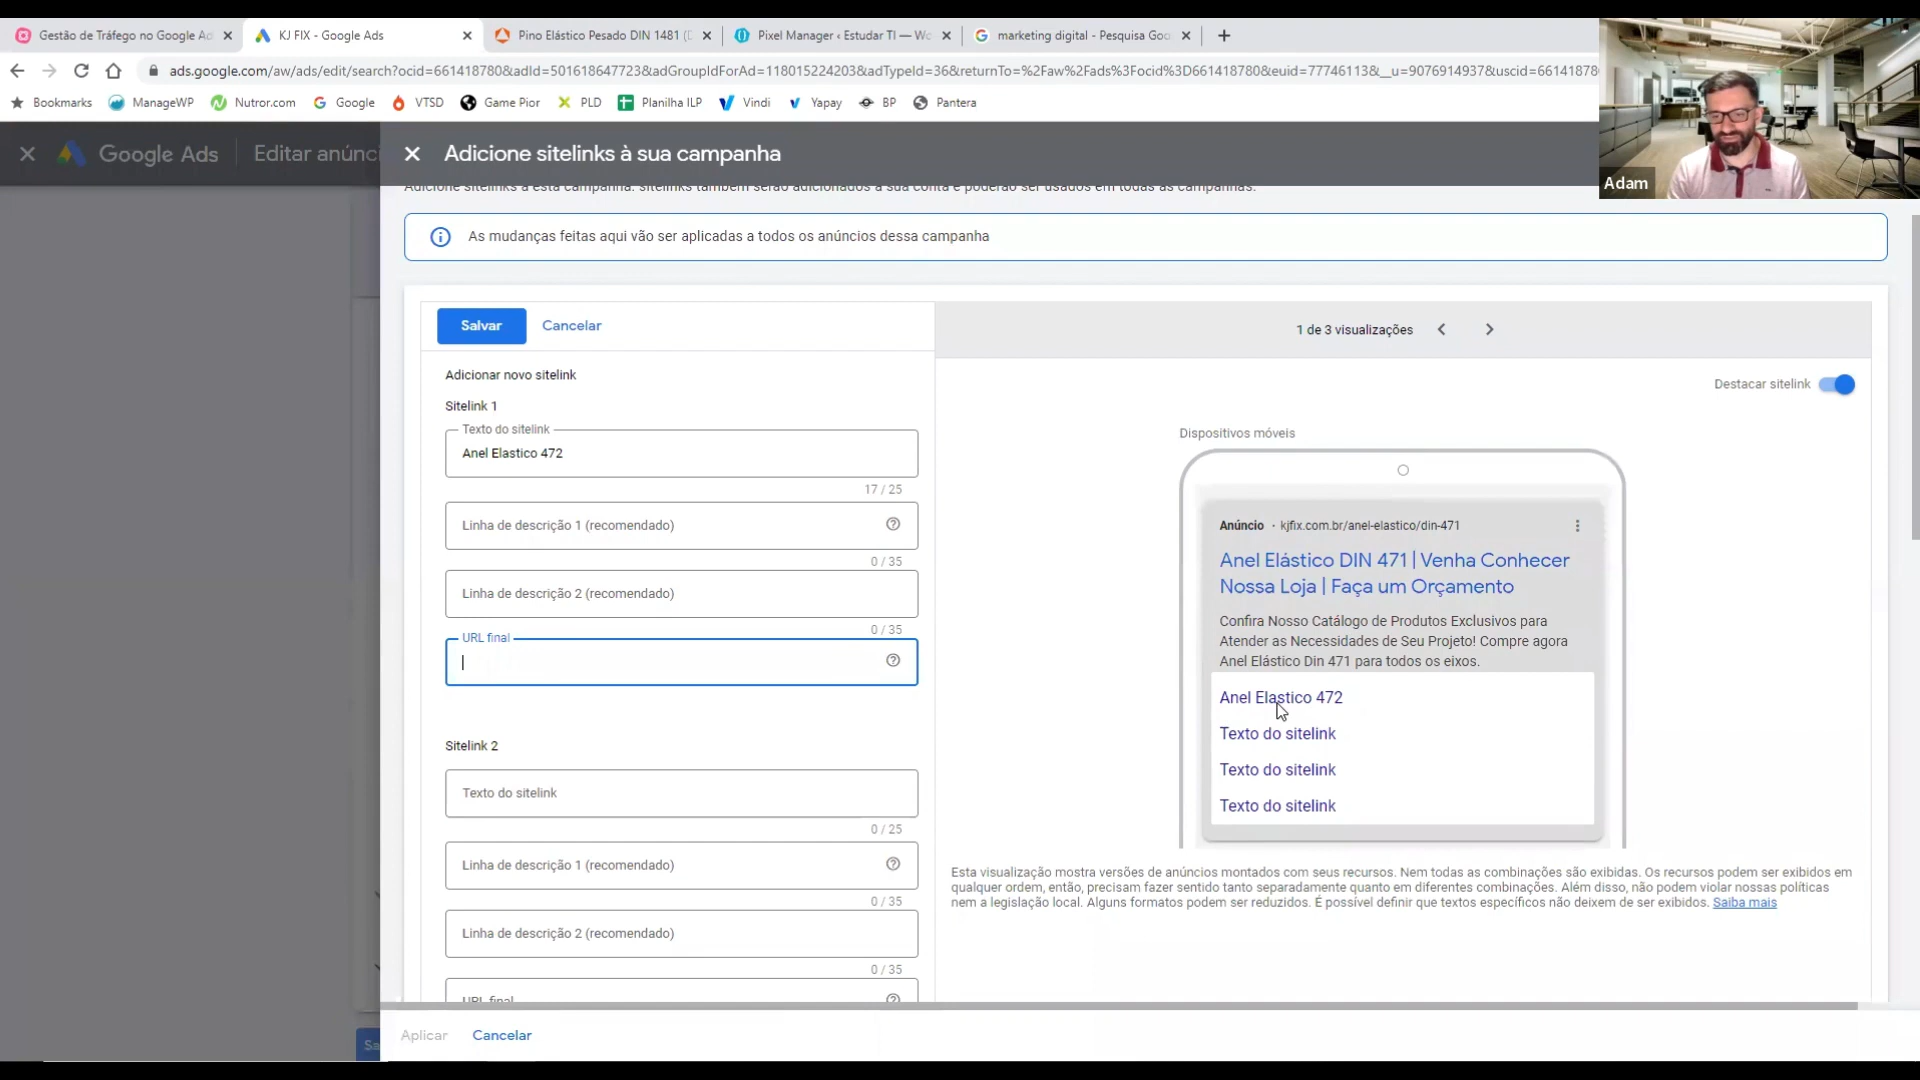 Gestão de Tráfego no Google Ad
KJ FIX - Google Ads
Pino Elástico Pesado DIN 1481 (D
Pixel Manager ‹ Estudar TI — Wo
marketing digital - Pesquisa Goo
ads.google.com/aw/ads/edit/search?ocid=661418780&adId=501618647723&adGroupIdForAd=118015224203&adTypeId=36&returnTo=%2Faw%2Fads%3Focid%3D661418780&euid=77746113&__u=9076914937&uscid=661418780
Bookmarks
ManageWP
Nutror.com
Google
VTSD
Game Pior
PLD
Planilha ILP
Vindi
Yapay
BP
Pantera
Google Ads
Editar anúnci
Adicione sitelinks à sua campanha
Adam
Adicione sitelinks a esta campanha. sitelinks também serão adicionados à sua conta e poderão ser usados em todas as campanhas.
As mudanças feitas aqui vão ser aplicadas a todos os anúncios dessa campanha
Salvar
Cancelar
1 de 3 visualizações
Adicionar novo sitelink
Destacar sitelink
Sitelink 1
Texto do sitelink
Anel Elastico 472
17 / 25
Linha de descrição 1 (recomendado)
0 / 35
Linha de descrição 2 (recomendado)
0 / 35
URL final
Sitelink 2
Texto do sitelink
0 / 25
Linha de descrição 1 (recomendado)
0 / 35
Linha de descrição 2 (recomendado)
0 / 35
URL final
Dispositivos móveis
Anúncio · kjfix.com.br/anel-elastico/din-471
Anel Elástico DIN 471 | Venha Conhecer
Nossa Loja | Faça um Orçamento
Confira Nosso Catálogo de Produtos Exclusivos para
Atender as Necessidades de Seu Projeto! Compre agora
Anel Elástico Din 471 para todos os eixos.
Anel Elastico 472
Texto do sitelink
Texto do sitelink
Texto do sitelink
Esta visualização mostra versões de anúncios montados com seus recursos. Nem todas as combinações são exibidas. Os recursos podem ser exibidos em
qualquer ordem, então, precisam fazer sentido tanto separadamente quanto em diferentes combinações. Além disso, não podem violar nossas políticas
nem a legislação local. Alguns formatos podem ser reduzidos. É possível definir que textos específicos não deixem de ser exibidos. Saiba mais
Sa
Aplicar
Cancelar